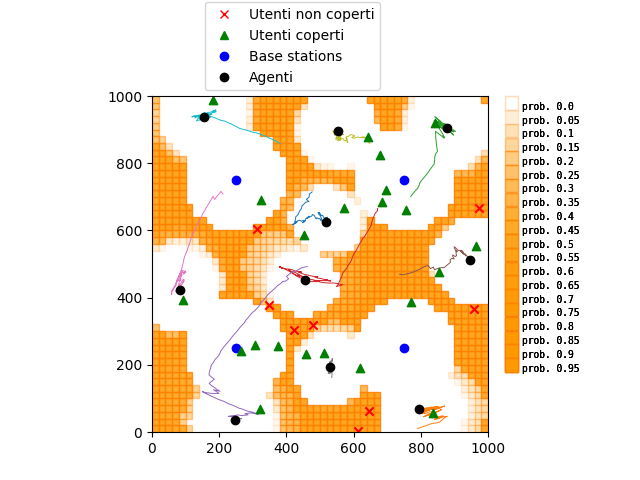 Utenti non coperti
Utenti coperti
Base stations
Agenti
1000
800
600
400
200
0
0
200
400
600
800
1000
prob. 0.0
prob. 0.05
prob. 0.1
prob. 0.15
prob. 0.2
prob. 0.25
prob. 0.3
prob. 0.35
prob. 0.4
prob. 0.45
prob. 0.5
prob. 0.55
prob. 0.6
prob. 0.65
prob. 0.7
prob. 0.75
prob. 0.8
prob. 0.85
prob. 0.9
prob. 0.95